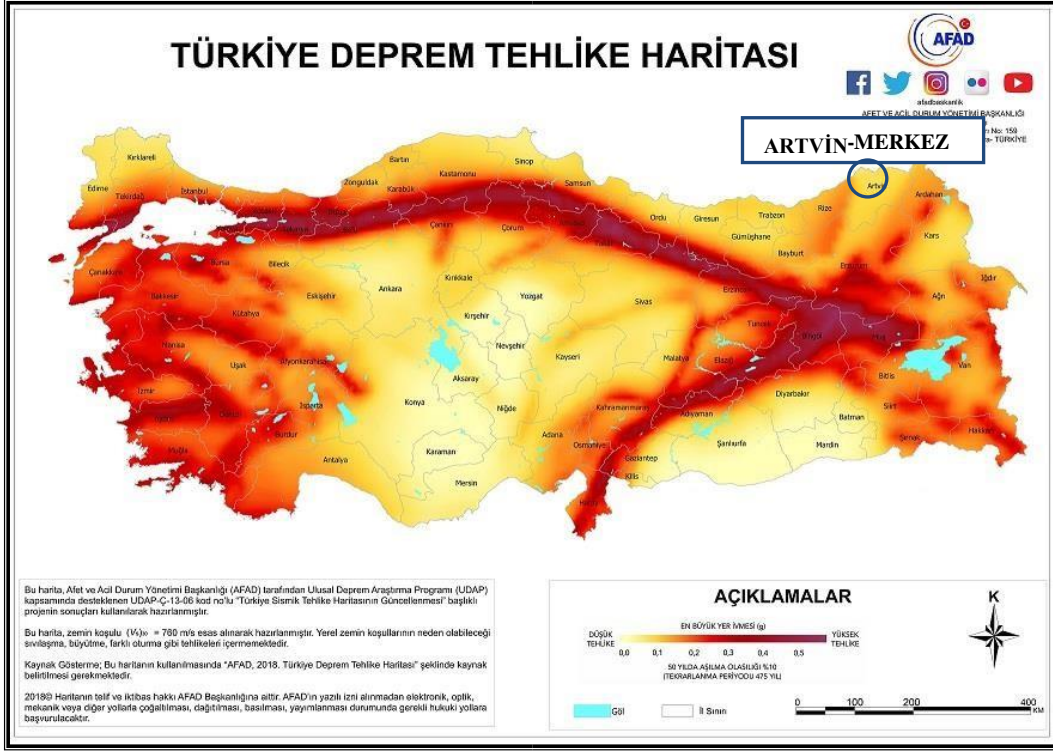 TÜRKİYE DEPREM TEHLİKE HARİTASI
AFAD
afadbaskanlik
AFET VE ACİL DURUM YÖNETİMİ BAŞKANLIĞI
No: 159
TÜRKİYE
ARTVİN-MERKEZ
Kırklareli
Edirne
Tekirdağ
İstanbul
Zonguldak
Bartın
Karabük
Kastamonu
Sinop
Samsun
Ordu
Giresun
Trabzon
Rize
Ardahan
Kars
Gümüşhane
Bayburt
Çankırı
Çorum
Çanakkale
Bursa
Bilecik
Balıkesir
Kütahya
Eskişehir
Ankara
Kırıkkale
Yozgat
Sivas
Iğdır
Ağrı
Kırşehir
Nevşehir
Kayseri
Malatya
Elazığ
Tunceli
Bingöl
Muş
Van
Bitlis
Manisa
Uşak
Afyonkarahisar
Aksaray
Konya
Niğde
Kahramanmaraş
Adıyaman
Diyarbakır
Batman
Siirt
Şırnak
Hakkari
İzmir
Isparta
Burdur
Muğla
Antalya
Karaman
Mersin
Adana
Osmaniye
Gaziantep
Kilis
Şanlıurfa
Mardin
Bu harita, Afet ve Acil Durum Yönetimi Başkanlığı (AFAD) tarafından Ulusal Deprem Araştırma Programı (UDAP)
kapsamında desteklenen UDAP-Ç-13-06 kod no'lu "Türkiye Sismik Tehlike Haritasının Güncellenmesi" başlıklı
projenin sonuçları kullanılarak hazırlanmıştır.
Bu harita, zemin koşulu (Vs)30 = 760 m/s esas alınarak hazırlanmıştır. Yerel zemin koşullarının neden olabileceği
sıvılaşma, büyütme, farklı oturma gibi tehlikeleri içermemektedir.
Kaynak Gösterme; Bu haritanın kullanılmasında "AFAD, 2018. Türkiye Deprem Tehlike Haritası" şeklinde kaynak
belirtilmesi gerekmektedir.
2018© Haritanın telif ve iktibas hakkı AFAD Başkanlığına aittir. AFAD'ın yazılı izni alınmadan elektronik, optik,
mekanik veya diğer yollarla çoğaltılması, dağıtılması, basılması, yayımlanması durumunda gerekli hukuki yollara
başvurulacaktır.
AÇIKLAMALAR
EN BÜYÜK YER İVMESİ (g)
DÜŞÜK TEHLİKE
YÜKSEK TEHLİKE
0,0 0,1 0,2 0,3 0,4 0,5
50 YILDA AŞILMA OLASILIĞI %10
(TEKRARLANMA PERİYODU 475 YIL)
Göl
İl Sınırı
K
0 100 200 400
KM